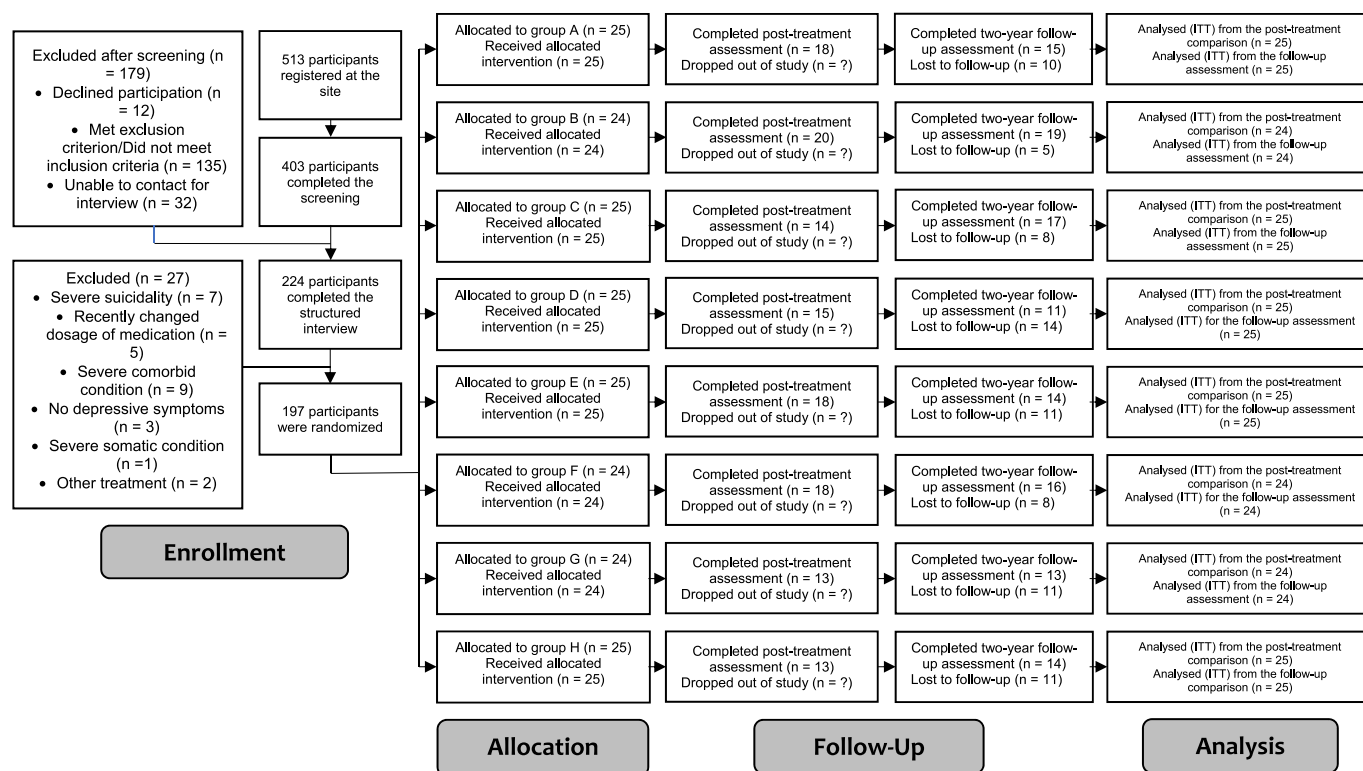 Excluded after screening (n
= 179)
• Declined participation (n
= 12)
• Met exclusion
criterion/Did not meet
inclusion criteria (n = 135)
• Unable to contact for
interview (n = 32)
513 participants
registered at the
site
403 participants
completed the
screening
224 participants
completed the
structured interview
Excluded (n = 27)
• Severe suicidality (n = 7)
• Recently changed
dosage of medication (n =
5)
• Severe comorbid
condition (n = 9)
• No depressive symptoms
(n = 3)
• Severe somatic condition
(n =1)
• Other treatment (n = 2)
197 participants
were randomized
Enrollment
Allocated to group A (n = 25)
Received allocated
intervention (n = 25)
Completed post-treatment
assessment (n = 18)
Dropped out of study (n = ?)
Completed two-year follow-
up assessment (n = 15)
Lost to follow-up (n = 10)
Analysed (ITT) from the post-treatment
comparison (n = 25)
Analysed (ITT) from the follow-up
assessment (n = 25)
Allocated to group B (n = 24)
Received allocated
intervention (n = 24)
Completed post-treatment
assessment (n = 20)
Dropped out of study (n = ?)
Completed two-year follow-
up assessment (n = 19)
Lost to follow-up (n = 5)
Analysed (ITT) from the post-treatment
comparison (n = 24)
Analysed (ITT) from the follow-up
assessment (n = 24)
Allocated to group C (n = 25)
Received allocated
intervention (n = 25)
Completed post-treatment
assessment (n = 14)
Dropped out of study (n = ?)
Completed two-year follow-
up assessment (n = 17)
Lost to follow-up (n = 8)
Analysed (ITT) from the post-treatment
comparison (n = 25)
Analysed (ITT) from the follow-up
assessment (n = 25)
Allocated to group D (n = 25)
Received allocated
intervention (n = 25)
Completed post-treatment
assessment (n = 15)
Dropped out of study (n = ?)
Completed two-year follow-
up assessment (n = 11)
Lost to follow-up (n = 14)
Analysed (ITT) from the post-treatment
comparison (n = 25)
Analysed (ITT) for the follow-up assessment
(n = 25)
Allocated to group E (n = 25)
Received allocated
intervention (n = 25)
Completed post-treatment
assessment (n = 18)
Dropped out of study (n = ?)
Completed two-year follow-
up assessment (n = 14)
Lost to follow-up (n = 11)
Analysed (ITT) from the post-treatment
comparison (n = 25)
Analysed (ITT) for the follow-up assessment
(n = 25)
Allocated to group F (n = 24)
Received allocated
intervention (n = 24)
Completed post-treatment
assessment (n = 18)
Dropped out of study (n = ?)
Completed two-year follow-
up assessment (n = 16)
Lost to follow-up (n = 8)
Analysed (ITT) from the post-treatment
comparison (n = 24)
Analysed (ITT) for the follow-up assessment
(n = 24)
Allocated to group G (n = 24)
Received allocated
intervention (n = 24)
Completed post-treatment
assessment (n = 13)
Dropped out of study (n = ?)
Completed two-year follow-
up assessment (n = 13)
Lost to follow-up (n = 11)
Analysed (ITT) from the post-treatment
comparison (n = 24)
Analysed (ITT) from the follow-up
assessment (n = 24)
Allocated to group H (n = 25)
Received allocated
intervention (n = 25)
Completed post-treatment
assessment (n = 13)
Dropped out of study (n = ?)
Completed two-year follow-
up assessment (n = 14)
Lost to follow-up (n = 11)
Analysed (ITT) from the post-treatment
comparison (n = 25)
Analysed (ITT) from the follow-up
comparison (n = 25)
Allocation
Follow-Up
Analysis